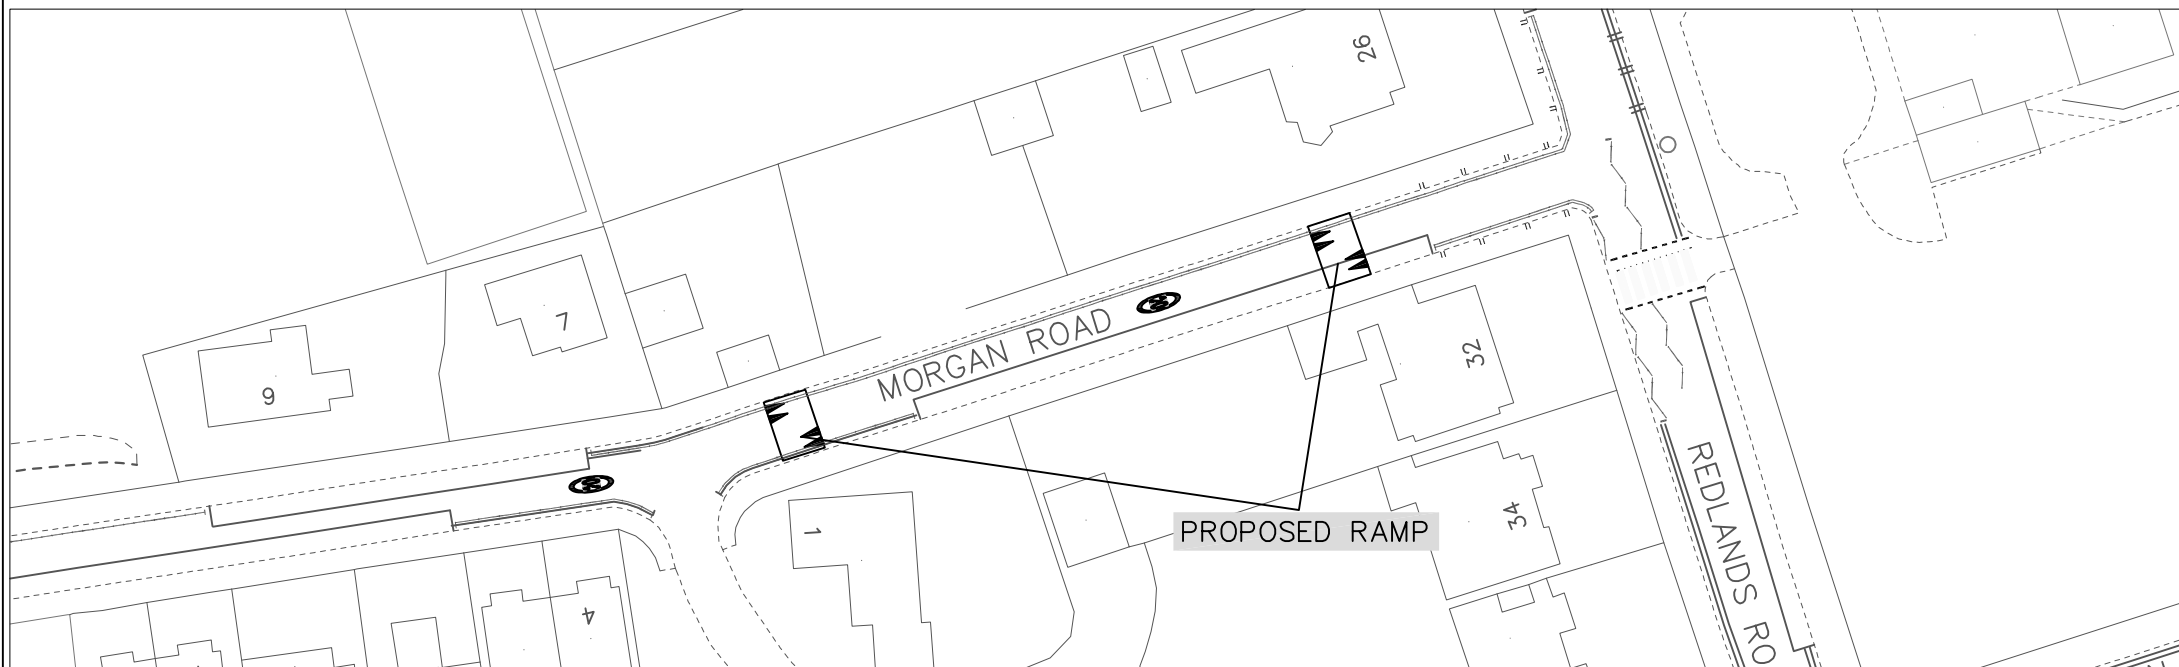 26
7
9
MORGAN ROAD
32
1
34
PROPOSED RAMP
REDLANDS RO
4